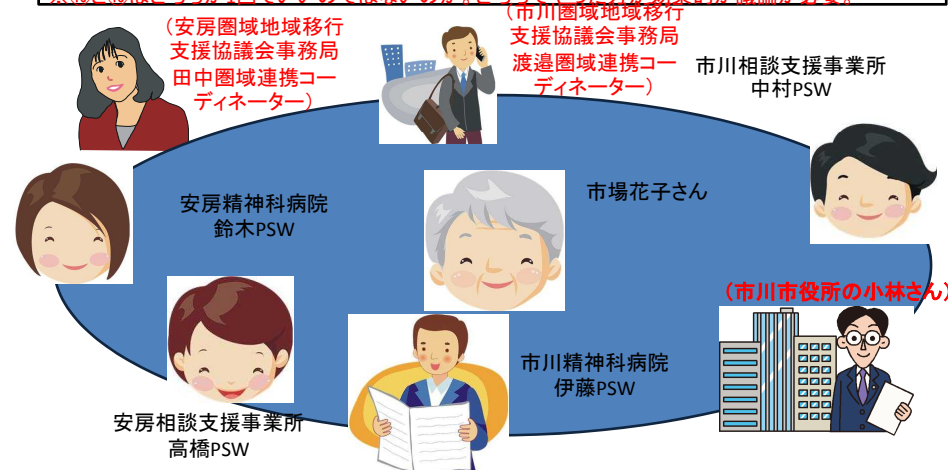 (安房圏域地域移行
支援協議会事務局
田中圏域連携コー
ディネーター)
(市川圏域地域移行
支援協議会事務局
渡邉圏域連携コー
ディネーター)
市川相談支援事業所
中村PSW
安房精神科病院
鈴木PSW
市場花子さん
(市川市役所の小林さん)
市川精神科病院
伊藤PSW
安房相談支援事業所
高橋PSW